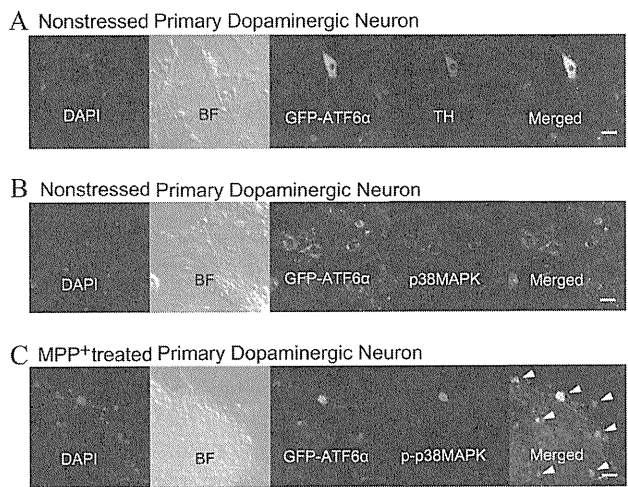 A Nonstressed Primary Dopaminergic Neuron
DAPI BF GFP-ATF6α TH Merged
B Nonstressed Primary Dopaminergic Neuron
DAPI BF GFP-ATF6α p38MAPK Merged
C MPP+treated Primary Dopaminergic Neuron
DAPI BF GFP-ATF6α p-p38MAPK Merged